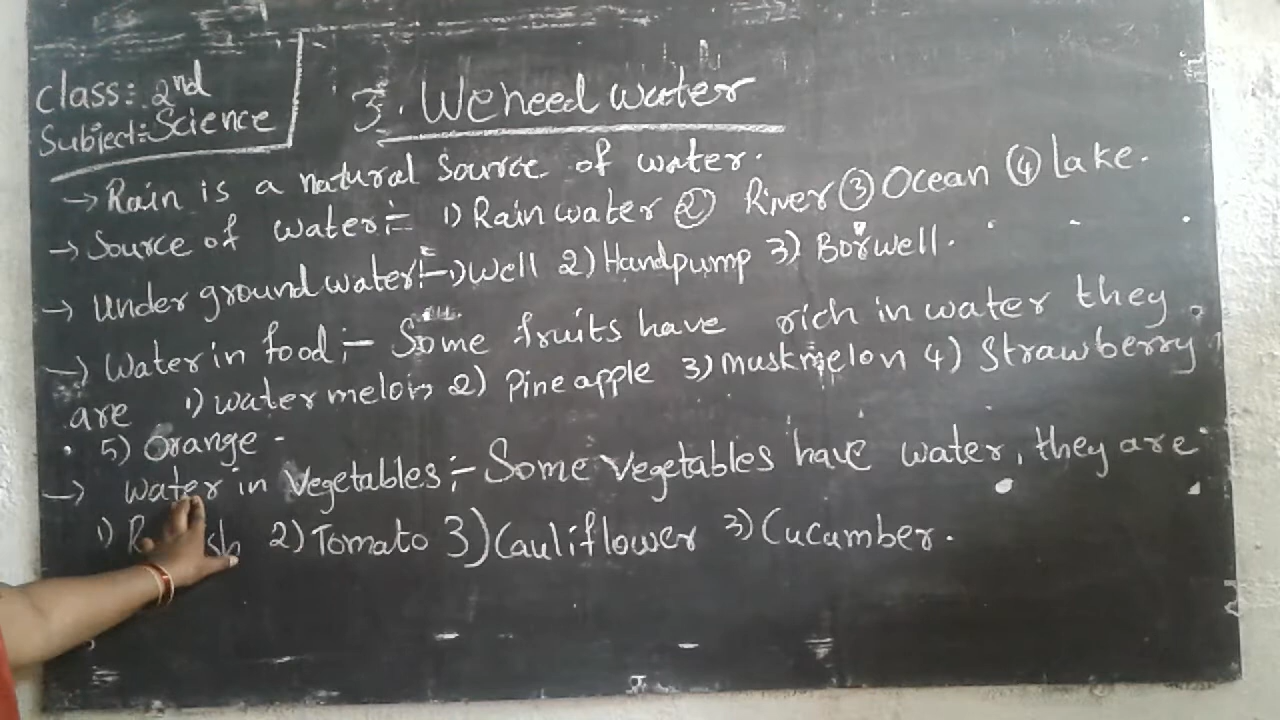 Class: 2nd
Subject:- Science
3. We need water
→ Rain is a natural source of water.
→ Source of water:- 1) Rain water 2) River 3) Ocean 4) lake.
→ Under ground water:- 1) Well 2) Handpump 3) Borwell.
→ Water in food:- Some fruits have rich in water they
are 1) water melon 2) Pineapple 3) Muskmelon 4) Strawberry
5) Orange -
→ Water in Vegetables:- Some vegetables have water, they are
1) 2) Tomato 3) Cauliflower 3) Cucumber.